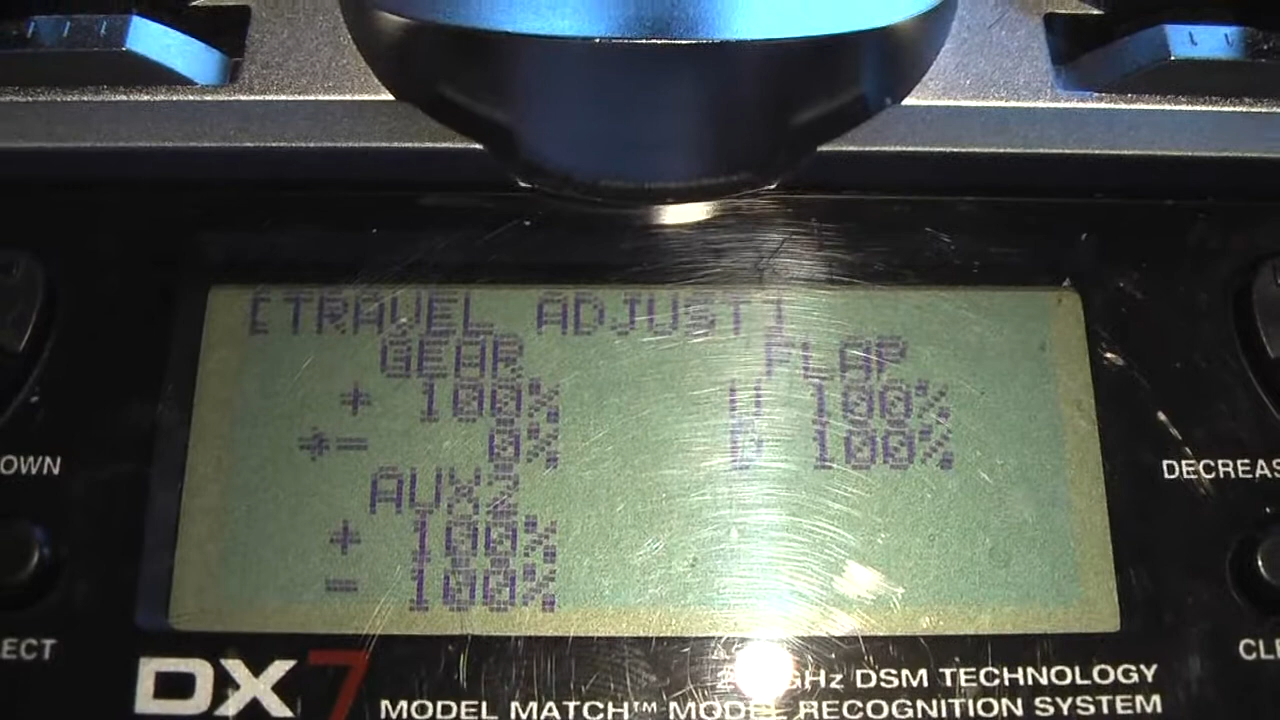 [TRAVEL ADJUST]
GEAR FLAP
+ 100% U 100%
→= 0% D 100%
AUX2
+ 100%
= 100%
OWN
DECREAS
ECT
CLE
DX7
GHz DSM TECHNOLOGY
MODEL MATCH™ MODEL RECOGNITION SYSTEM